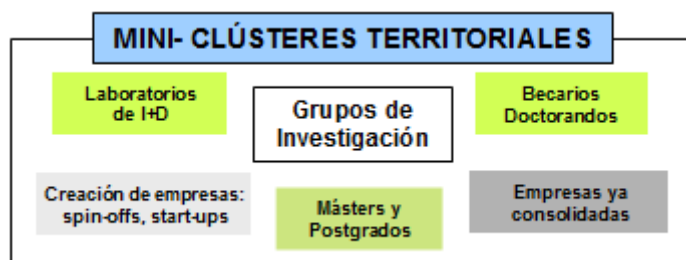 MINI- CLÚSTERES TERRITORIALES
Laboratorios
de I+D
Grupos de
Investigación
Becarios
Doctorandos
Creación de empresas:
spin-offs, start-ups
Másters y
Postgrados
Empresas ya
consolidadas